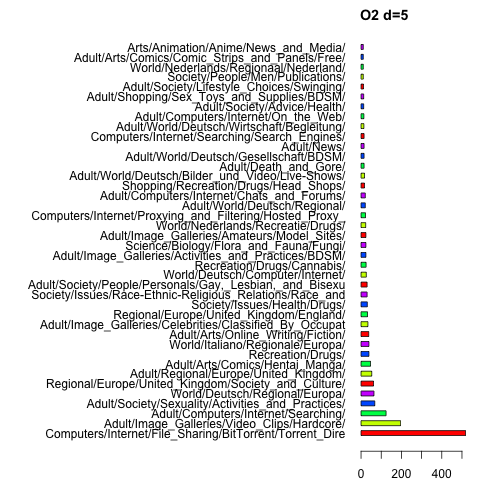 O2 d=5
Arts/Animation/Anime/News_and_Media/
Adult/Arts/Comics/Comic_Strips_and_Panels/Free/
World/Nederlands/Regionaal/Nederland/
Society/People/Men/Publications/
Adult/Society/Lifestyle_Choices/Swinging/
Adult/Shopping/Sex_Toys_and_Supplies/BDSM/
Adult/Society/Advice/Health/
Adult/Computers/Internet/On_the_Web/
Adult/World/Deutsch/Wirtschaft/Begleitung/
Computers/Internet/Searching/Search_Engines/
Adult/News/
Adult/World/Deutsch/Gesellschaft/BDSM/
Adult/Death_and_Gore/
Adult/World/Deutsch/Bilder_und_Video/Live-Shows/
Shopping/Recreation/Drugs/Head_Shops/
Adult/Computers/Internet/Chats_and_Forums/
Adult/World/Deutsch/Regional/
Computers/Internet/Proxying_and_Filtering/Hosted_Proxy_
World/Nederlands/Recreatie/Drugs/
Adult/Image_Galleries/Amateurs/Model_Sites/
Science/Biology/Flora_and_Fauna/Fungi/
Adult/Image_Galleries/Activities_and_Practices/BDSM/
Recreation/Drugs/Cannabis/
World/Deutsch/Computer/Internet/
Adult/Society/People/Personals/Gay,_Lesbian,_and_Bisexu
Society/Issues/Race-Ethnic-Religious_Relations/Race_and
Society/Issues/Health/Drugs/
Regional/Europe/United_Kingdom/England/
Adult/Image_Galleries/Celebrities/Classified_By_Occupat
Adult/Arts/Online_Writing/Fiction/
World/Italiano/Regionale/Europa/
Recreation/Drugs/
Adult/Arts/Comics/Hentai_Manga/
Adult/Regional/Europe/United_Kingdom/
Regional/Europe/United_Kingdom/Society_and_Culture/
World/Deutsch/Regional/Europa/
Adult/Society/Sexuality/Activities_and_Practices/
Adult/Computers/Internet/Searching/
Adult/Image_Galleries/Video_Clips/Hardcore/
Computers/Internet/File_Sharing/BitTorrent/Torrent_Dire
0 200 400